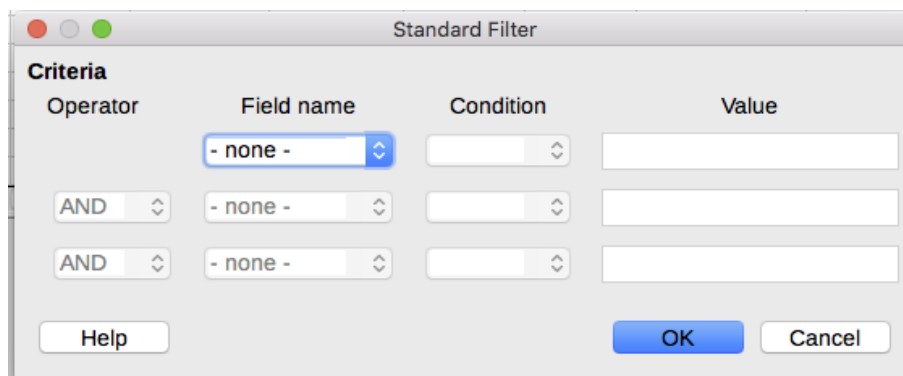 Standard Filter
Criteria
Operator Field name Condition Value
- none -
AND - none -
AND - none -
Help OK Cancel